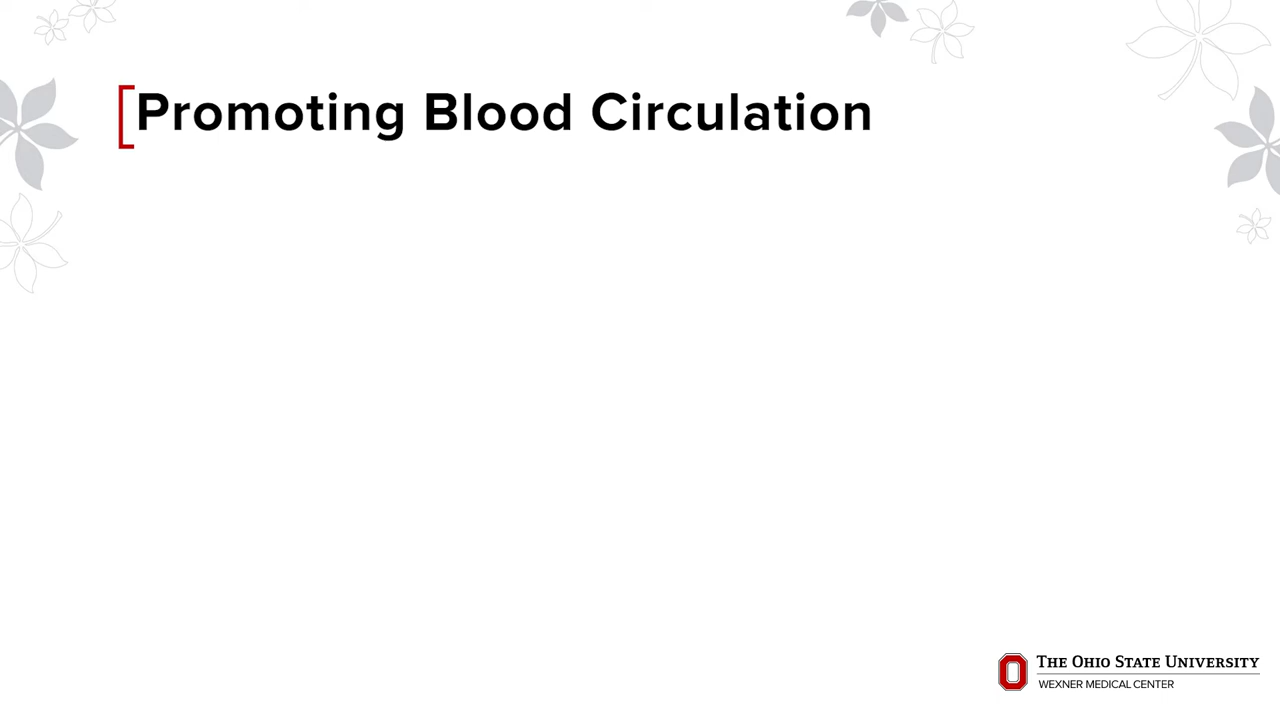 Promoting Blood Circulation
THE OHIO STATE UNIVERSITY
WEXNER MEDICAL CENTER